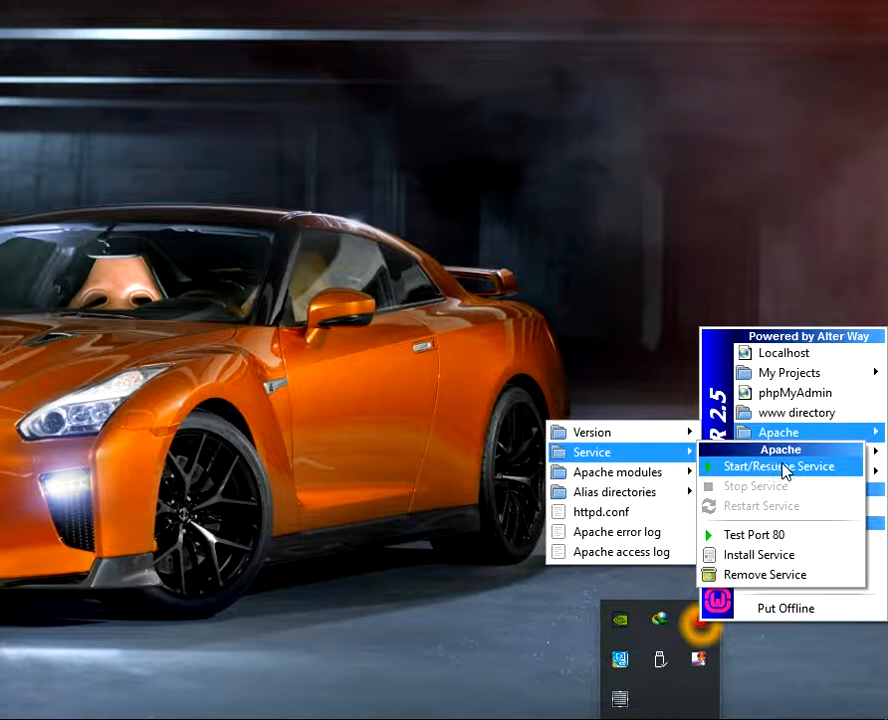 Powered by Alter Way
Localhost
My Projects
phpMyAdmin
www directory
Apache
R 2.5
Version
Service
Apache modules
Alias directories
httpd.conf
Apache error log
Apache access log
Apache
Start/Resume Service
Stop Service
Restart Service
Test Port 80
Install Service
Remove Service
Put Offline